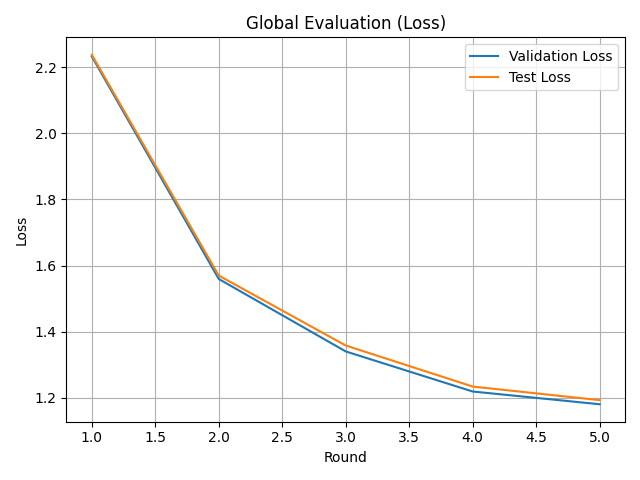 Global Evaluation (Loss)
Validation Loss
Test Loss
Loss
2.2
2.0
1.8
1.6
1.4
1.2
1.0 1.5 2.0 2.5 3.0 3.5 4.0 4.5 5.0
Round